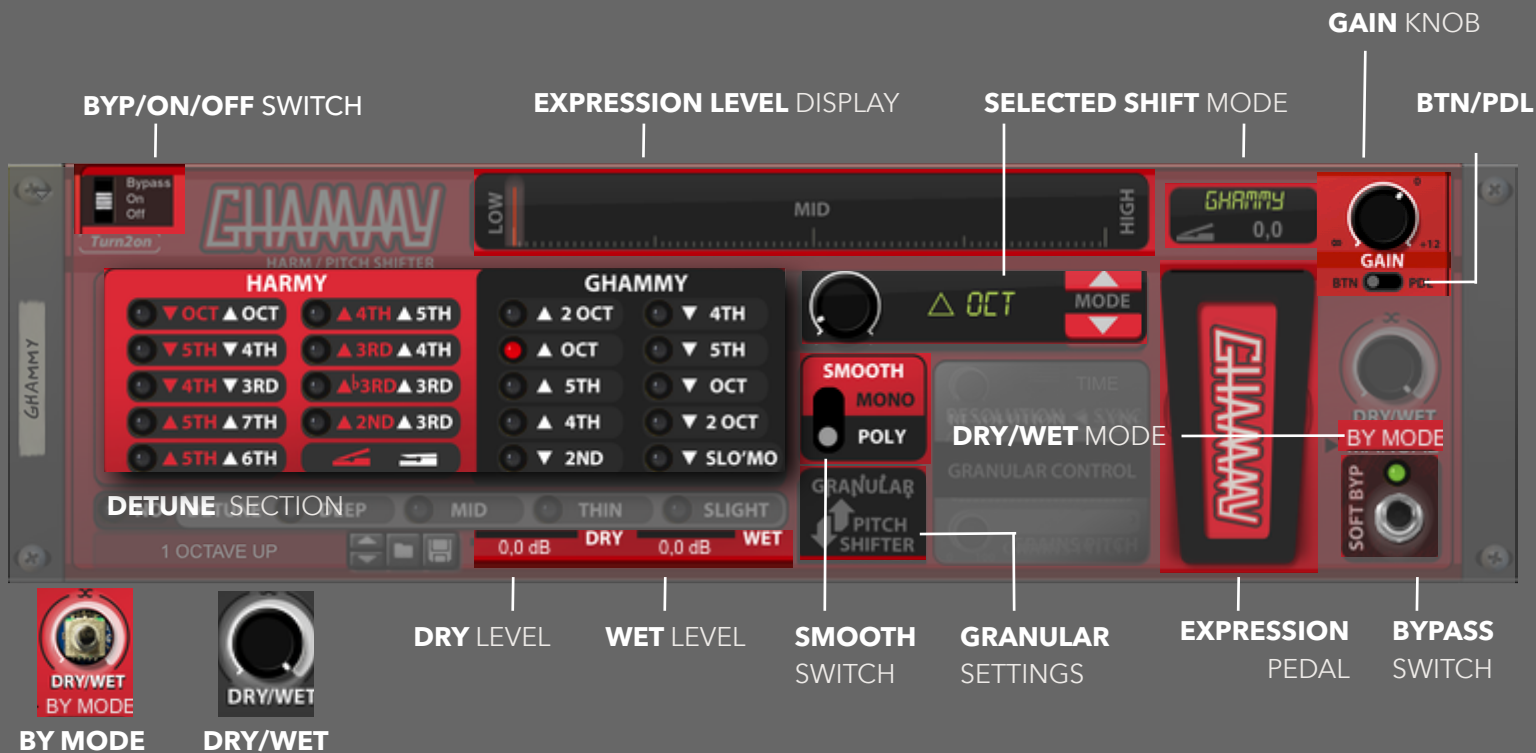 GAIN KNOB
BYP/ON/OFF SWITCH
EXPRESSION LEVEL DISPLAY
SELECTED SHIFT MODE
BTN/PDL
Bypass
On
Off
Turn2on
GHAMMY
HARM / PITCH SHIFTER
LOW
MID
HIGH
GHAMMY
0,0
0
∞
+12
GAIN
BTN PDL
GHAMMY
HARMY
▼ OCT ▲ OCT
▼ 5TH ▼ 4TH
▼ 4TH ▼ 3RD
▲ 5TH ▲ 7TH
▲ 5TH ▲ 6TH
▲ 4TH ▲ 5TH
▲ 3RD ▲ 4TH
▲ b3RD ▲ 3RD
▲ 2ND ▲ 3RD
GHAMMY
▲ 2 OCT
▲ OCT
▲ 5TH
▲ 4TH
▼ 2ND
▼ 4TH
▼ 5TH
▼ OCT
▼ 2 OCT
▼ SLO'MO
△ OCT
MODE
SMOOTH
MONO
POLY
TIME
GRANULAR CONTROL
GRANULAR
PITCH
SHIFTER
GHAMMY
DRY/WET
DRY/WET MODE
BY MODE
SOFT BYP
DETUNE SECTION
MID
THIN
SLIGHT
1 OCTAVE UP
0,0 dB DRY
0,0 dB WET
DRY LEVEL
WET LEVEL
SMOOTH
SWITCH
GRANULAR
SETTINGS
EXPRESSION
PEDAL
BYPASS
SWITCH
DRY/WET
BY MODE
BY MODE
DRY/WET
DRY/WET